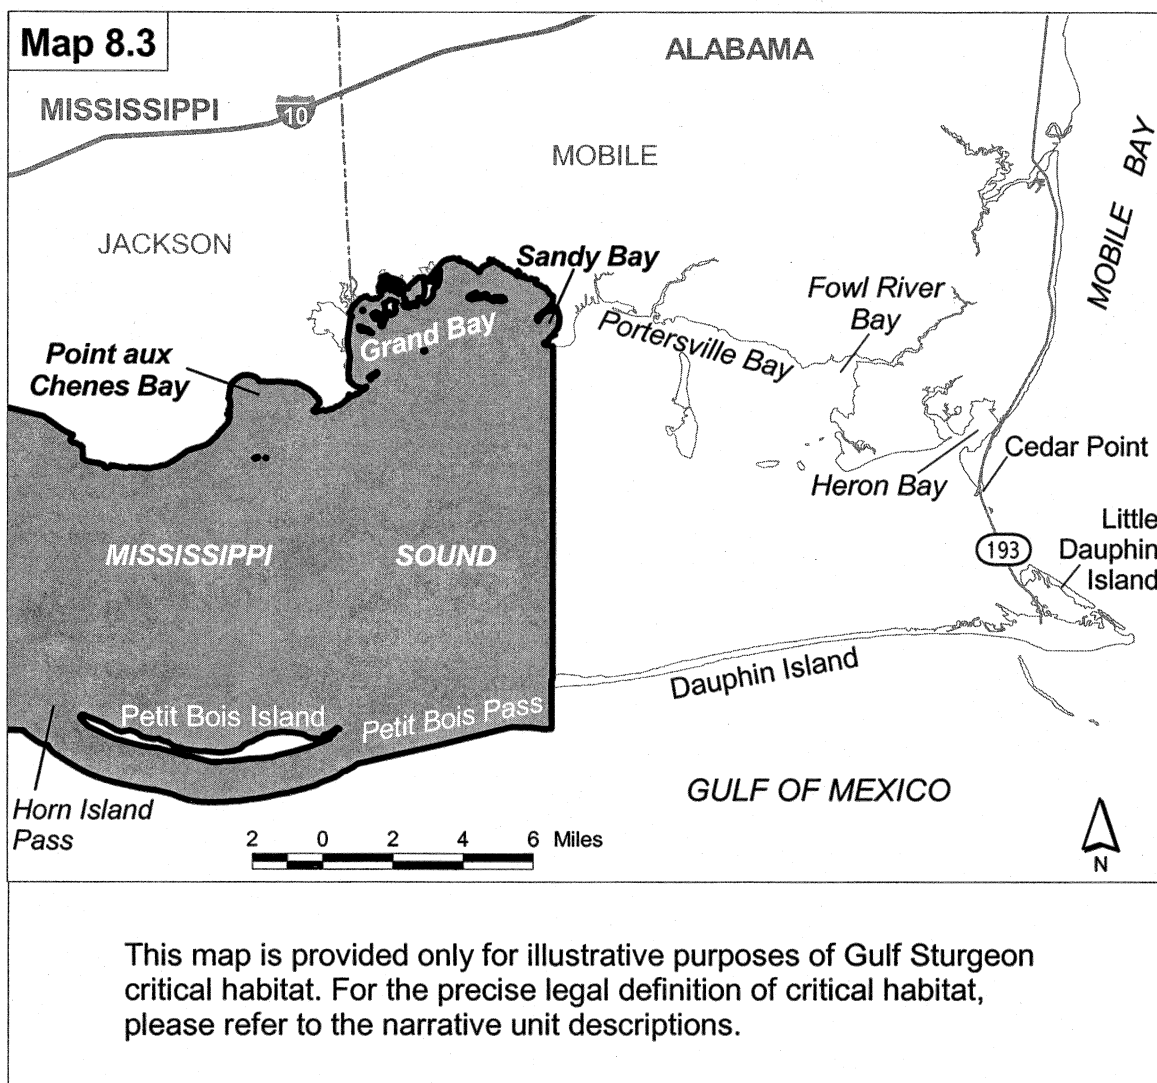 Map 8.3
ALABAMA
MISSISSIPPI
10
MOBILE
MOBILE BAY
JACKSON
Sandy Bay
Fowl River
Bay
Grand Bay
Portersville Bay
Point aux
Chenes Bay
Cedar Point
Heron Bay
Little
Dauphin
Island
193
MISSISSIPPI SOUND
Dauphin Island
Petit Bois Island
Petit Bois Pass
GULF OF MEXICO
Horn Island
Pass
2 0 2 4 6 Miles
N
This map is provided only for illustrative purposes of Gulf Sturgeon
critical habitat. For the precise legal definition of critical habitat,
please refer to the narrative unit descriptions.